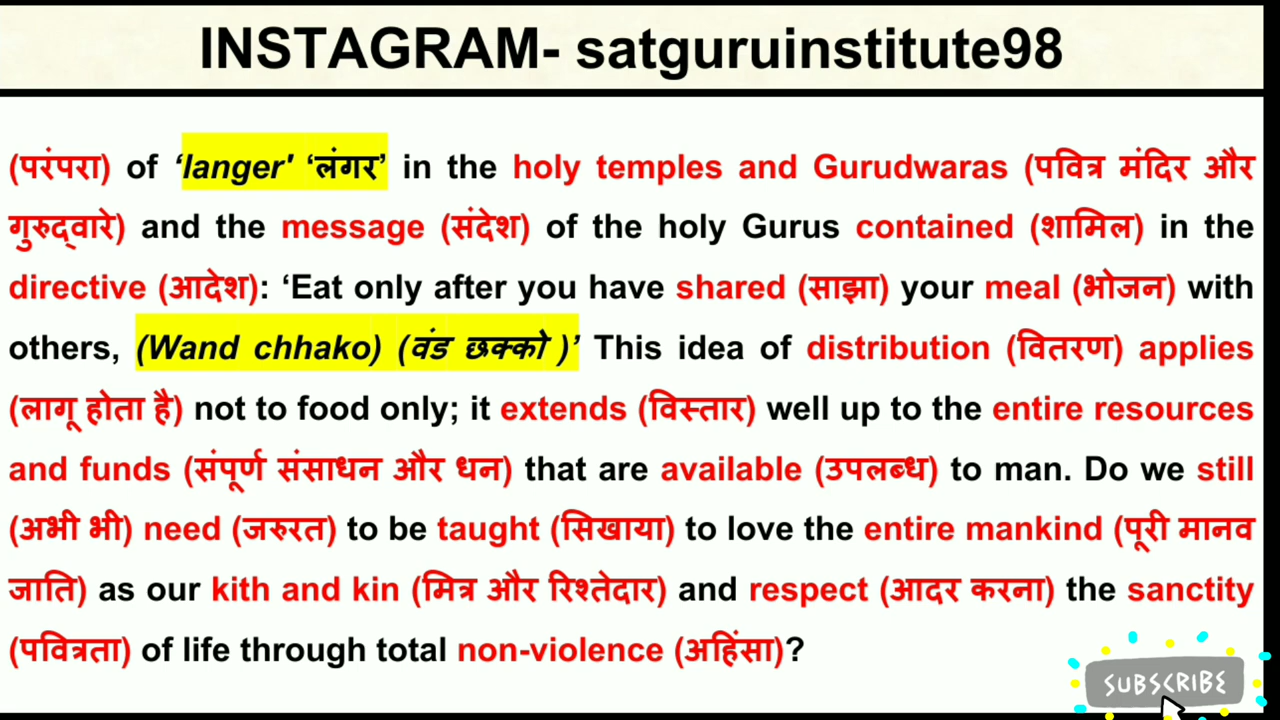 INSTAGRAM- satguruinstitute98
(परंपरा) of ‘langer' ‘लंगर’ in the holy temples and Gurudwaras (पवित्र मंदिर और
गुरुद्वारे) and the message (संदेश) of the holy Gurus contained (शामिल) in the
directive (आदेश): ‘Eat only after you have shared (साझा) your meal (भोजन) with
others, (Wand chhako) (वंड छक्को )’ This idea of distribution (वितरण) applies
(लागू होता है) not to food only; it extends (विस्तार) well up to the entire resources
and funds (संपूर्ण संसाधन और धन) that are available (उपलब्ध) to man. Do we still
(अभी भी) need (जरुरत) to be taught (सिखाया) to love the entire mankind (पूरी मानव
जाति) as our kith and kin (मित्र और रिश्तेदार) and respect (आदर करना) the sanctity
(पवित्रता) of life through total non-violence (अहिंसा)?
SUBSCRIBE